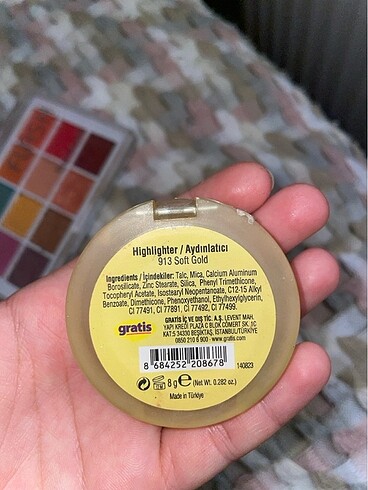 Highlighter / Aydınlatıcı
913 Soft Gold
Ingredients / İçindekiler: Talc, Mica, Calcium Aluminum
Borosilicate, Zinc Stearate, Silica, Phenyl Trimethicone,
Tocopheryl Acetate, Isostearyl Neopentanoate, C12-15 Alkyl
Benzoate, Dimethicone, Phenoxyethanol, Ethylhexylglycerin,
CI 77491, CI 77891, CI 77492, CI 77499.
gratis
GRATİS İÇ VE DIŞ TİC. A.Ş. LEVENT MAH.
YAPI KREDİ PLAZA C BLOK CÖMERT SK. 1C
KAT:5 34330 BEŞİKTAŞ, İSTANBUL/TÜRKİYE
0850 210 6 900 · www.gratis.com
8 684252 208678
140823
8 g e (Net Wt. 0.282 oz.)
Made in Türkiye